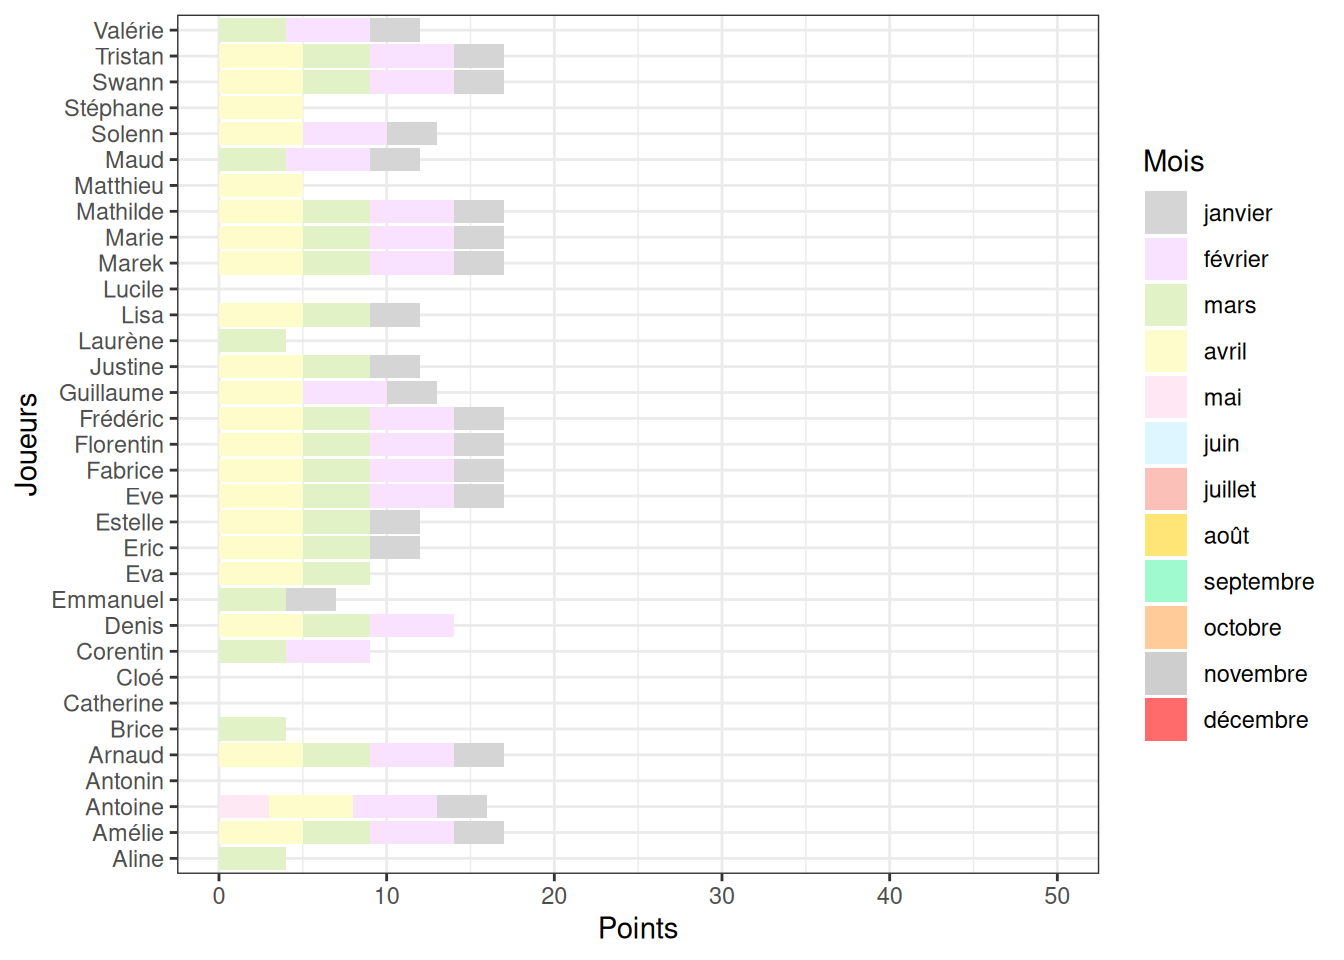 Valérie
Tristan
Swann
Stéphane
Solenn
Maud
Matthieu
Mathilde
Marie
Marek
Lucile
Lisa
Laurène
Justine
Guillaume
Frédéric
Florentin
Fabrice
Eve
Estelle
Eric
Eva
Emmanuel
Denis
Corentin
Cloé
Catherine
Brice
Arnaud
Antonin
Antoine
Amélie
Aline
Joueurs
0 10 20 30 40 50
Points
Mois
janvier
février
mars
avril
mai
juin
juillet
août
septembre
octobre
novembre
décembre